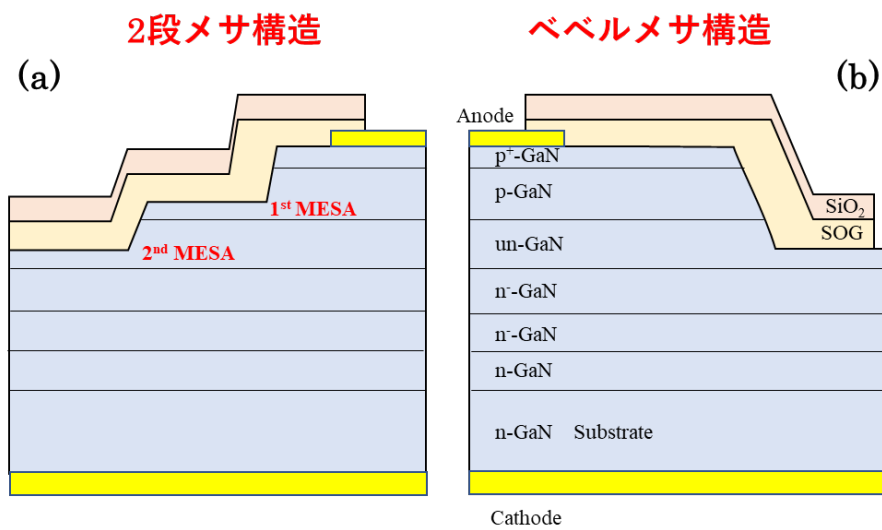 2段メサ構造
ベベルメサ構造
(a)
(b)
Anode
p⁺-GaN
p-GaN
1ˢᵗ MESA
SiO₂
SOG
2ⁿᵈ MESA
un-GaN
n⁻-GaN
n⁻-GaN
n-GaN
n-GaN Substrate
Cathode